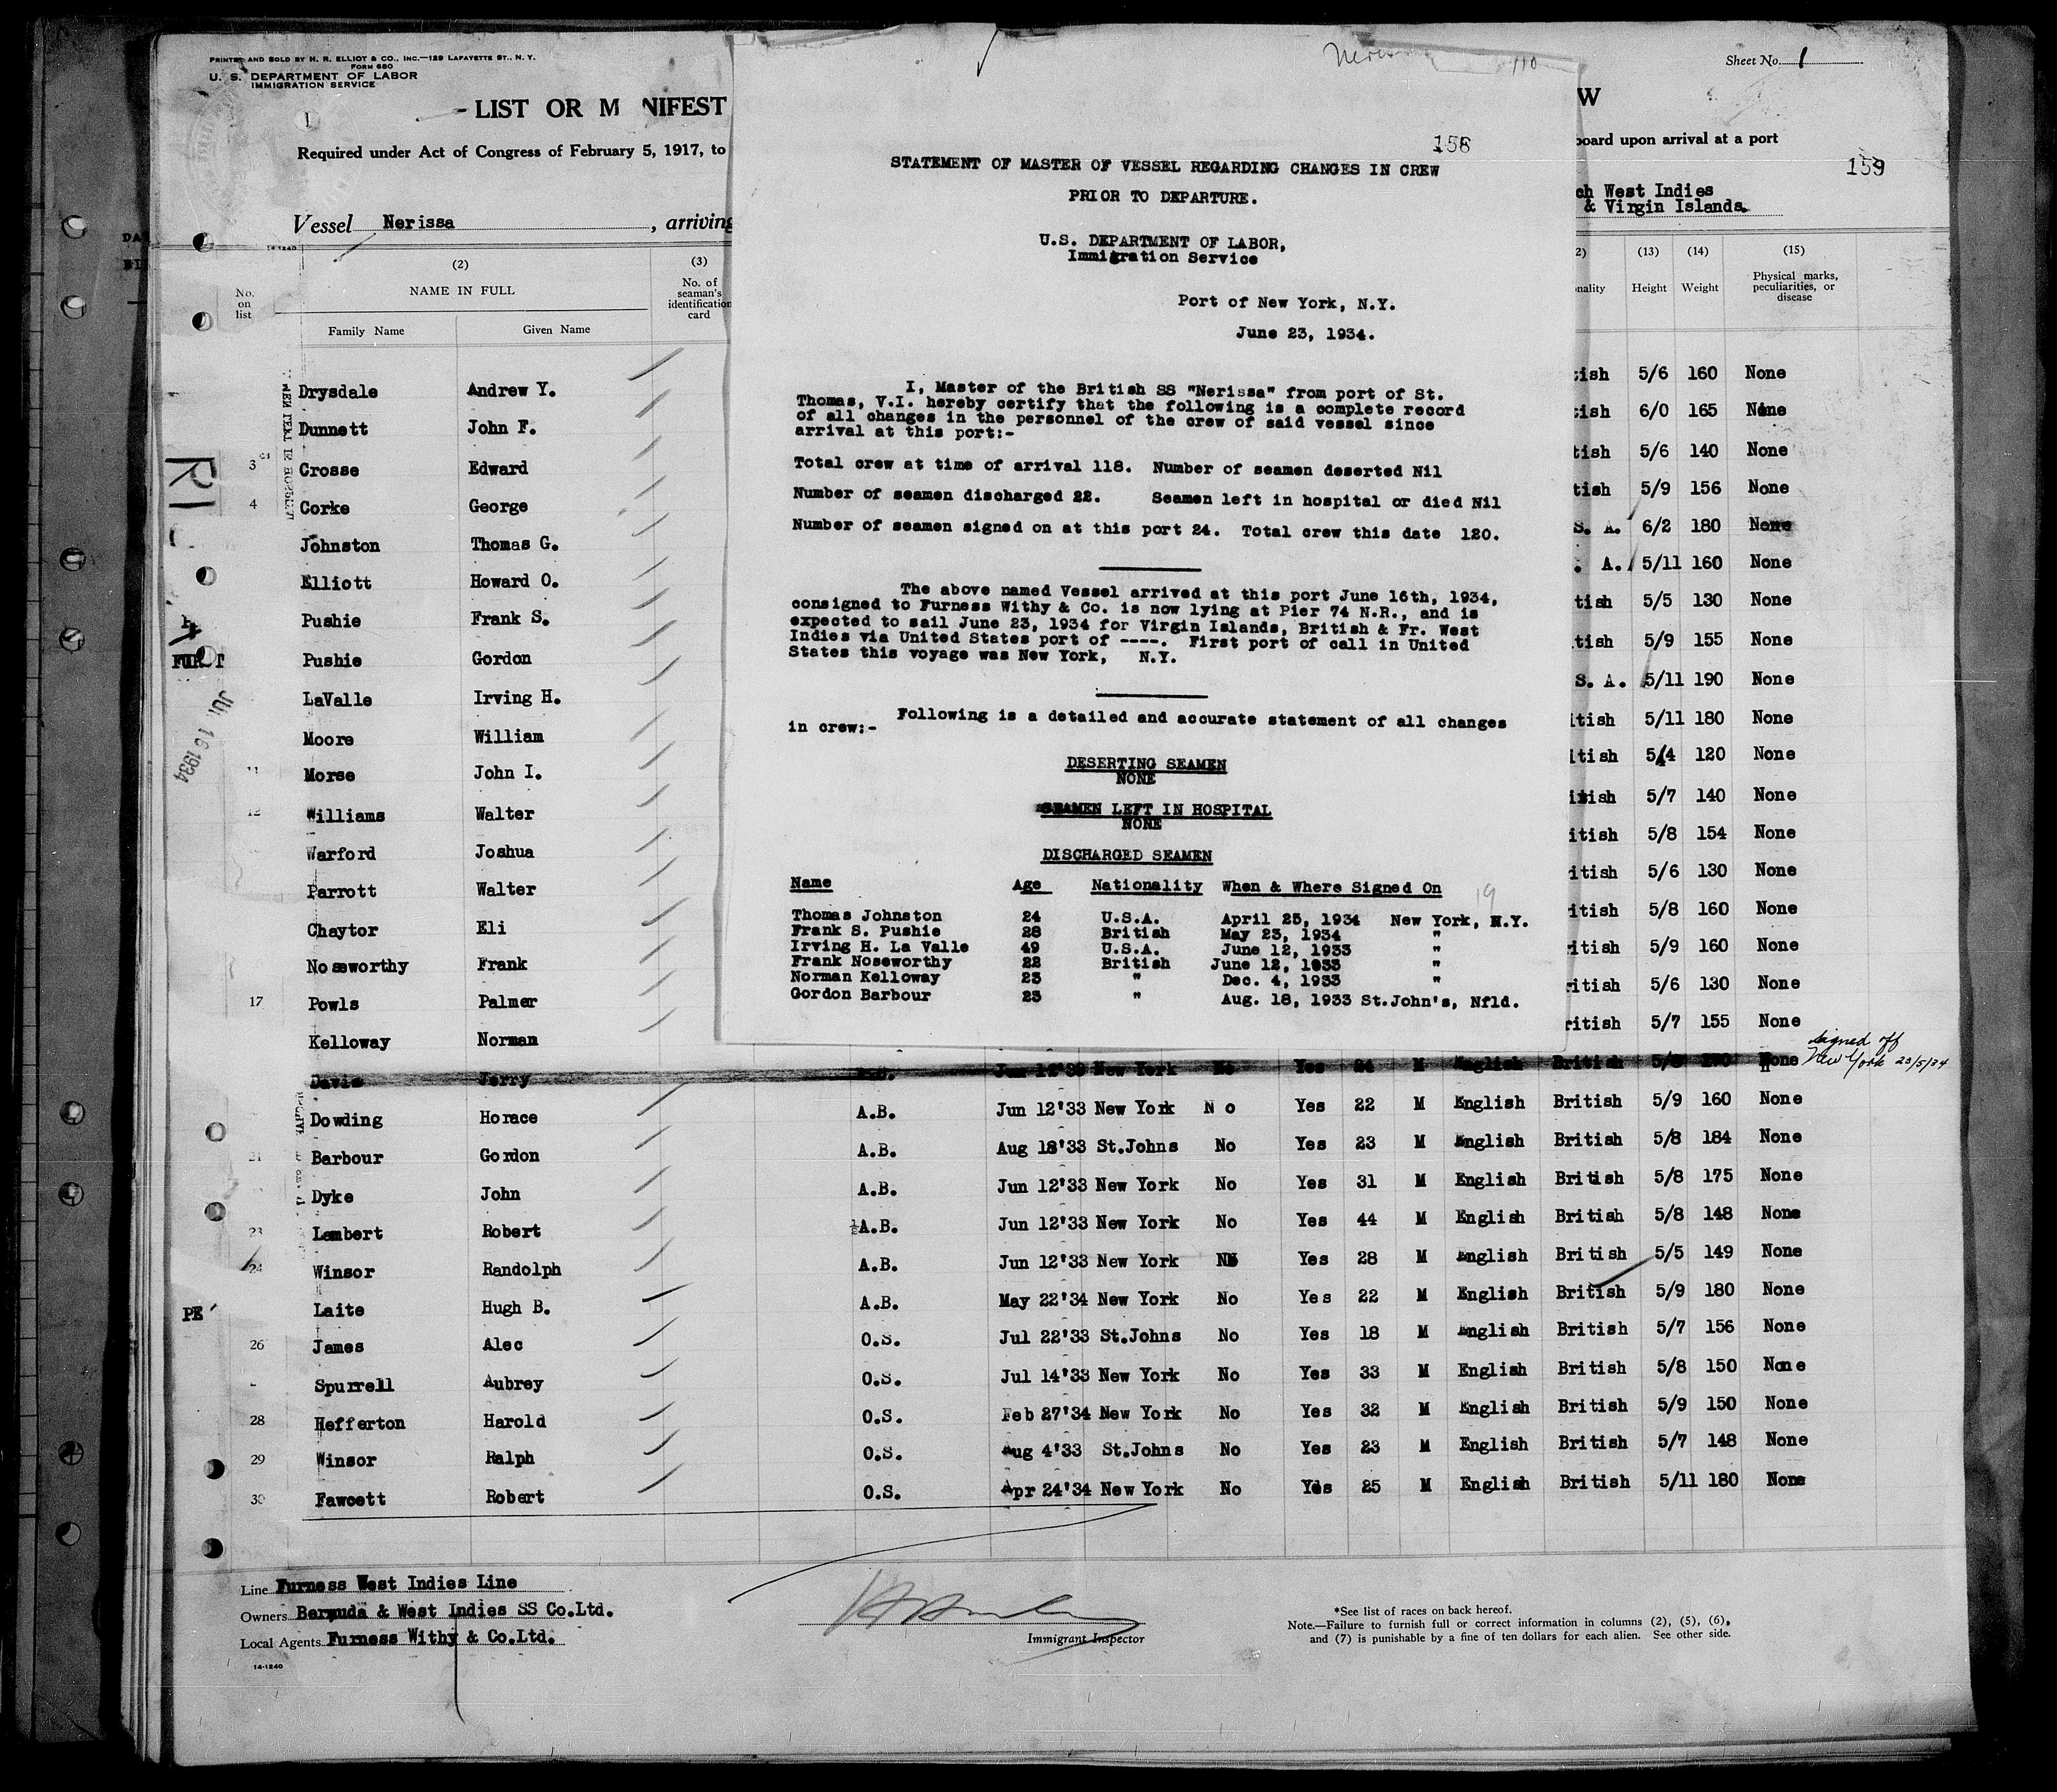 PRINTED AND SOLD BY H. R. ELLIOT & CO., INC.—129 LAFAYETTE ST., N. Y.
FORM 680
U. S. DEPARTMENT OF LABOR
IMMIGRATION SERVICE
Sheet No. 1
LIST OR M NIFEST
W
Required under Act of Congress of February 5, 1917, to
board upon arrival at a port
159
ch West Indies
& Virgin Islands.
Vessel Nerissa, arriving
158
STATEMENT OF MASTER OF VESSEL REGARDING CHANGES IN CREW
PRIOR TO DEPARTURE.
U.S. DEPARTMENT OF LABOR,
Immigration Service
Port of New York, N.Y.
June 23, 1934.
I, Master of the British SS "Nerissa" from port of St.
Thomas, V.I. hereby certify that the following is a complete record
of all changes in the personnel of the crew of said vessel since
arrival at this port:-
Total crew at time of arrival 118. Number of seamen deserted Nil
Number of seamen discharged 22. Seamen left in hospital or died Nil
Number of seamen signed on at this port 24. Total crew this date 120.
The above named Vessel arrived at this port June 16th, 1934,
consigned to Furness Withy & Co. is now lying at Pier 74 N.R., and is
expected to sail June 23, 1934 for Virgin Islands, British & Fr. West
Indies via United States port of ----. First port of call in United
States this voyage was New York, N.Y.
Following is a detailed and accurate statement of all changes
in crew:-
DESERTING SEAMEN
NONE
SEAMEN LEFT IN HOSPITAL
NONE
DISCHARGED SEAMEN
Name Age Nationality When & Where Signed On
19
Thomas Johnston 24 U.S.A. April 25, 1934 New York, N.Y.
Frank S. Pushie 28 British May 23, 1934 "
Irving H. La Valle 49 U.S.A. June 12, 1933 "
Frank Noseworthy 22 British June 12, 1933 "
Norman Kelloway 23 " Dec. 4, 1933 "
Gordon Barbour 23 " Aug. 18, 1933 St.John's, Nfld.
(2) (3) (13) (14) (15)
No. on list
NAME IN FULL
Family Name Given Name
No. of seaman's identification card
nality Height Weight Physical marks, peculiarities, or disease
Drysdale Andrew Y. tish 5/6 160 None
Dunnett John F. tish 6/0 165 None
3 Crosse Edward tish 5/6 140 None
4 Corke George tish 5/9 156 None
Johnston Thomas G. S. A. 6/2 180 None
Elliott Howard O. . A. 5/11 160 None
Pushie Frank S. tish 5/5 130 None
Pushie Gordon tish 5/9 155 None
LaValle Irving H. S. A. 5/11 190 None
Moore William itish 5/11 180 None
11 Morse John I. itish 5/4 120 None
12 Williams Walter itish 5/7 140 None
Warford Joshua itish 5/8 154 None
Parrott Walter itish 5/6 130 None
Chaytor Eli ritish 5/8 160 None
Noseworthy Frank ritish 5/9 160 None
17 Powls Palmer ritish 5/6 130 None
Kelloway Norman ritish 5/7 155 None
Davis Jerry Jun 12'33 New York No Yes 24 M English British None
signed off
New York 23/5/34
Dowding Horace A.B. Jun 12'33 New York No Yes 22 M English British 5/9 160 None
21 Barbour Gordon A.B. Aug 18'33 St.Johns No Yes 23 M English British 5/8 184 None
Dyke John A.B. Jun 12'33 New York No Yes 31 M English British 5/8 175 None
23 Lambert Robert A.B. Jun 12'33 New York No Yes 44 M English British 5/8 148 None
24 Winsor Randolph A.B. Jun 12'33 New York No Yes 28 M English British 5/5 149 None
Laite Hugh B. A.B. May 22'34 New York No Yes 22 M English British 5/9 180 None
26 James Alec O.S. Jul 22'33 St.Johns No Yes 18 M English British 5/7 156 None
Spurrell Aubrey O.S. Jul 14'33 New York No Yes 33 M English British 5/8 150 None
28 Hefferton Harold O.S. Feb 27'34 New York No Yes 32 M English British 5/9 150 None
29 Winsor Ralph O.S. Aug 4'33 St.Johns No Yes 23 M English British 5/7 148 None
30 Fawcett Robert O.S. Apr 24'34 New York No Yes 25 M English British 5/11 180 None
Line Furness West Indies Line
Owners Bermuda & West Indies SS Co.Ltd.
Local Agents Furness Withy & Co.Ltd.
14-1240
Immigrant Inspector
*See list of races on back hereof.
Note.—Failure to furnish full or correct information in columns (2), (5), (6),
and (7) is punishable by a fine of ten dollars for each alien. See other side.